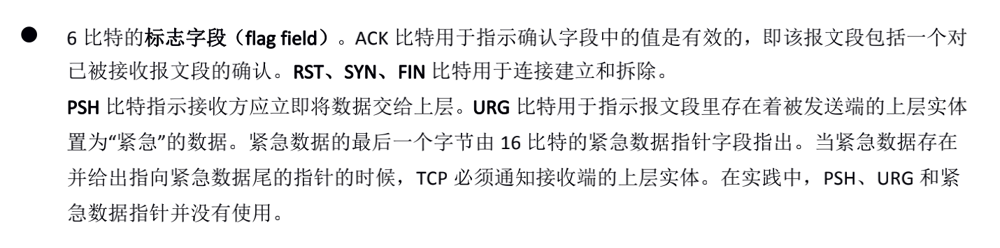 ● 6 比特的标志字段（flag field）。ACK 比特用于指示确认字段中的值是有效的，即该报文段包括一个对
已被接收报文段的确认。RST、SYN、FIN 比特用于连接建立和拆除。
PSH 比特指示接收方应立即将数据交给上层。URG 比特用于指示报文段里存在着被发送端的上层实体
置为“紧急”的数据。紧急数据的最后一个字节由 16 比特的紧急数据指针字段指出。当紧急数据存在
并给出指向紧急数据尾的指针的时候，TCP 必须通知接收端的上层实体。在实践中，PSH、URG 和紧
急数据指针并没有使用。